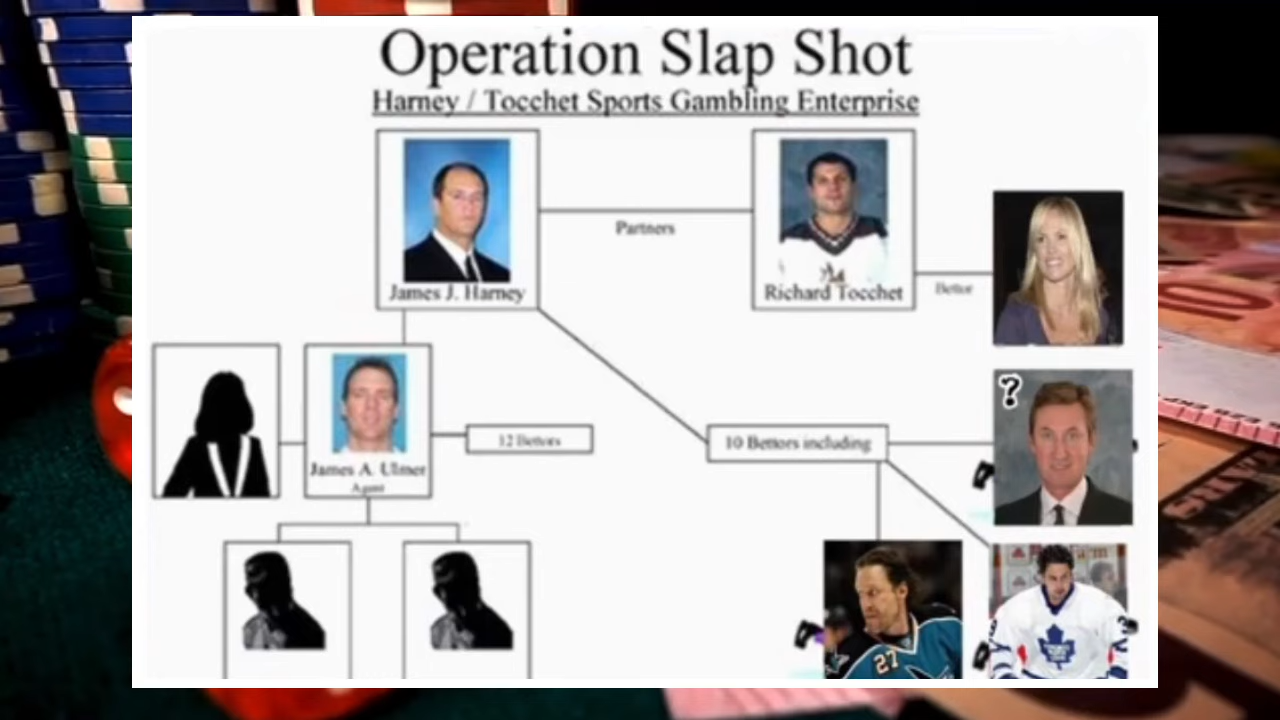 Operation Slap Shot
Harney / Tocchet Sports Gambling Enterprise
Partners
James J. Harney
Richard Tocchet
Bettor
12 Bettors
10 Bettors including
James A. Ulmer
Agent
?
27